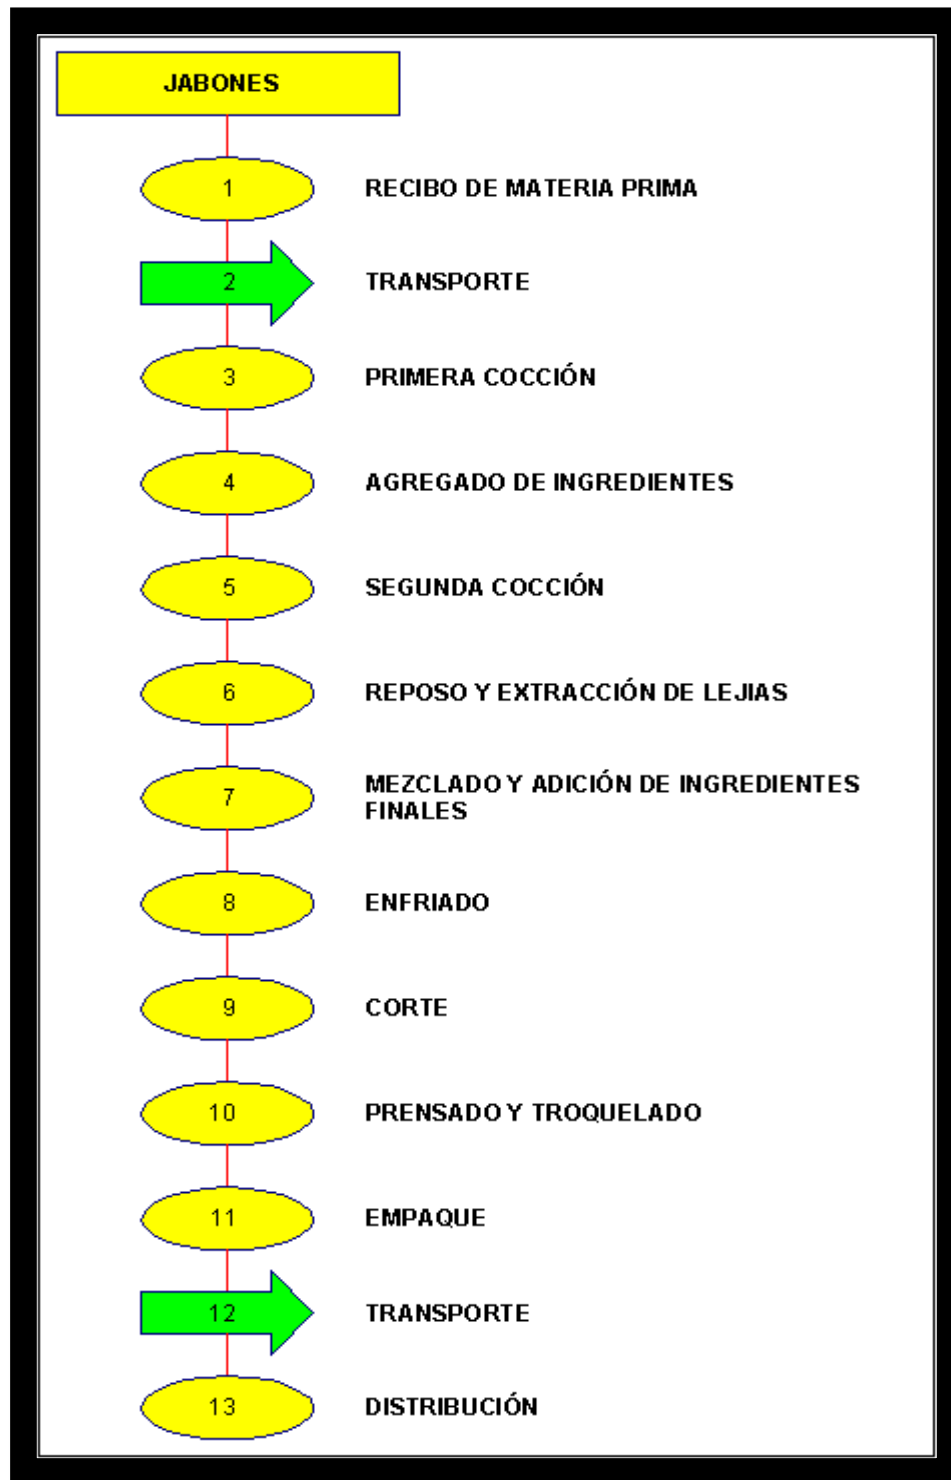 JABONES
1 RECIBO DE MATERIA PRIMA
2 TRANSPORTE
3 PRIMERA COCCIÓN
4 AGREGADO DE INGREDIENTES
5 SEGUNDA COCCIÓN
6 REPOSO Y EXTRACCIÓN DE LEJIAS
7 MEZCLADO Y ADICIÓN DE INGREDIENTES
FINALES
8 ENFRIADO
9 CORTE
10 PRENSADO Y TROQUELADO
11 EMPAQUE
12 TRANSPORTE
13 DISTRIBUCIÓN